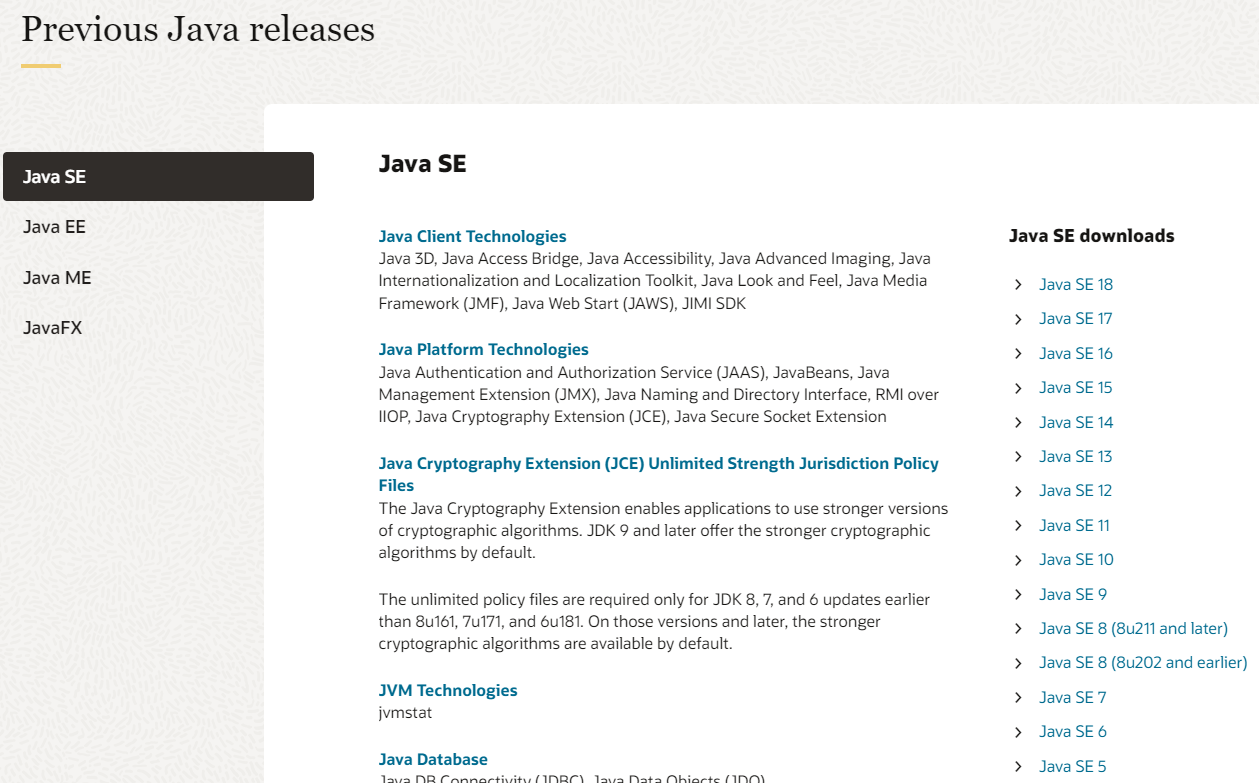 Previous Java releases
Java SE
Java EE
Java ME
JavaFX
Java SE
Java Client Technologies
Java 3D, Java Access Bridge, Java Accessibility, Java Advanced Imaging, Java
Internationalization and Localization Toolkit, Java Look and Feel, Java Media
Framework (JMF), Java Web Start (JAWS), JIMI SDK
Java Platform Technologies
Java Authentication and Authorization Service (JAAS), JavaBeans, Java
Management Extension (JMX), Java Naming and Directory Interface, RMI over
IIOP, Java Cryptography Extension (JCE), Java Secure Socket Extension
Java Cryptography Extension (JCE) Unlimited Strength Jurisdiction Policy
Files
The Java Cryptography Extension enables applications to use stronger versions
of cryptographic algorithms. JDK 9 and later offer the stronger cryptographic
algorithms by default.
The unlimited policy files are required only for JDK 8, 7, and 6 updates earlier
than 8u161, 7u171, and 6u181. On those versions and later, the stronger
cryptographic algorithms are available by default.
JVM Technologies
jvmstat
Java Database
Java DB Connectivity (JDBC), Java Data Objects (JDO)
Java SE downloads
Java SE 18
Java SE 17
Java SE 16
Java SE 15
Java SE 14
Java SE 13
Java SE 12
Java SE 11
Java SE 10
Java SE 9
Java SE 8 (8u211 and later)
Java SE 8 (8u202 and earlier)
Java SE 7
Java SE 6
Java SE 5